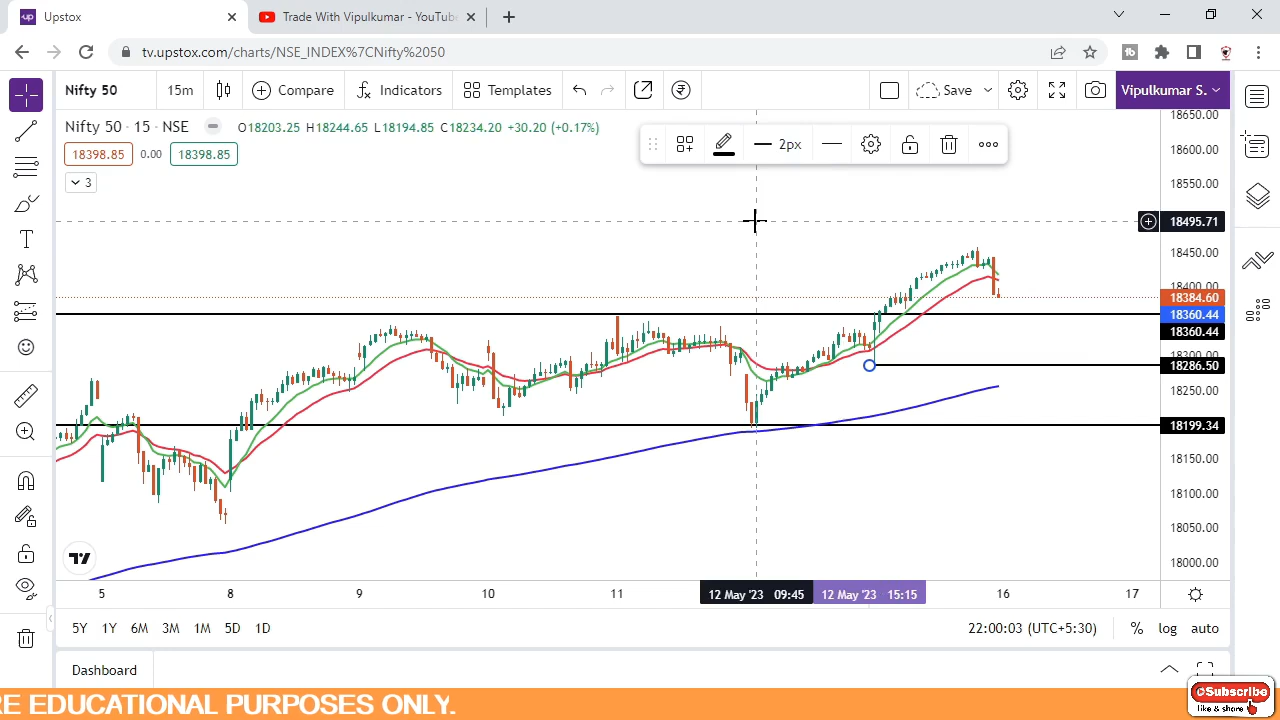 up Upstox
Trade With Vipulkumar - YouTube
tv.upstox.com/charts/NSE_INDEX%7CNifty%2050
Nifty 50 15m Compare Indicators Templates Save Vipulkumar S.
Nifty 50 · 15 · NSE O18203.25 H18244.65 L18194.85 C18234.20 +30.20 (+0.17%)
18398.85 0.00 18398.85
2px
3
18650.00
18600.00
18550.00
18495.71
18450.00
18400.00
18384.60
18360.44
18360.44
18300.00
18286.50
18250.00
18199.34
18150.00
18100.00
18050.00
18000.00
5 8 9 10 11 12 May '23 09:45 12 May '23 15:15 16 17
5Y 1Y 6M 3M 1M 5D 1D 22:00:03 (UTC+5:30) % log auto
Dashboard
RE EDUCATIONAL PURPOSES ONLY.
Subscribe
like & share